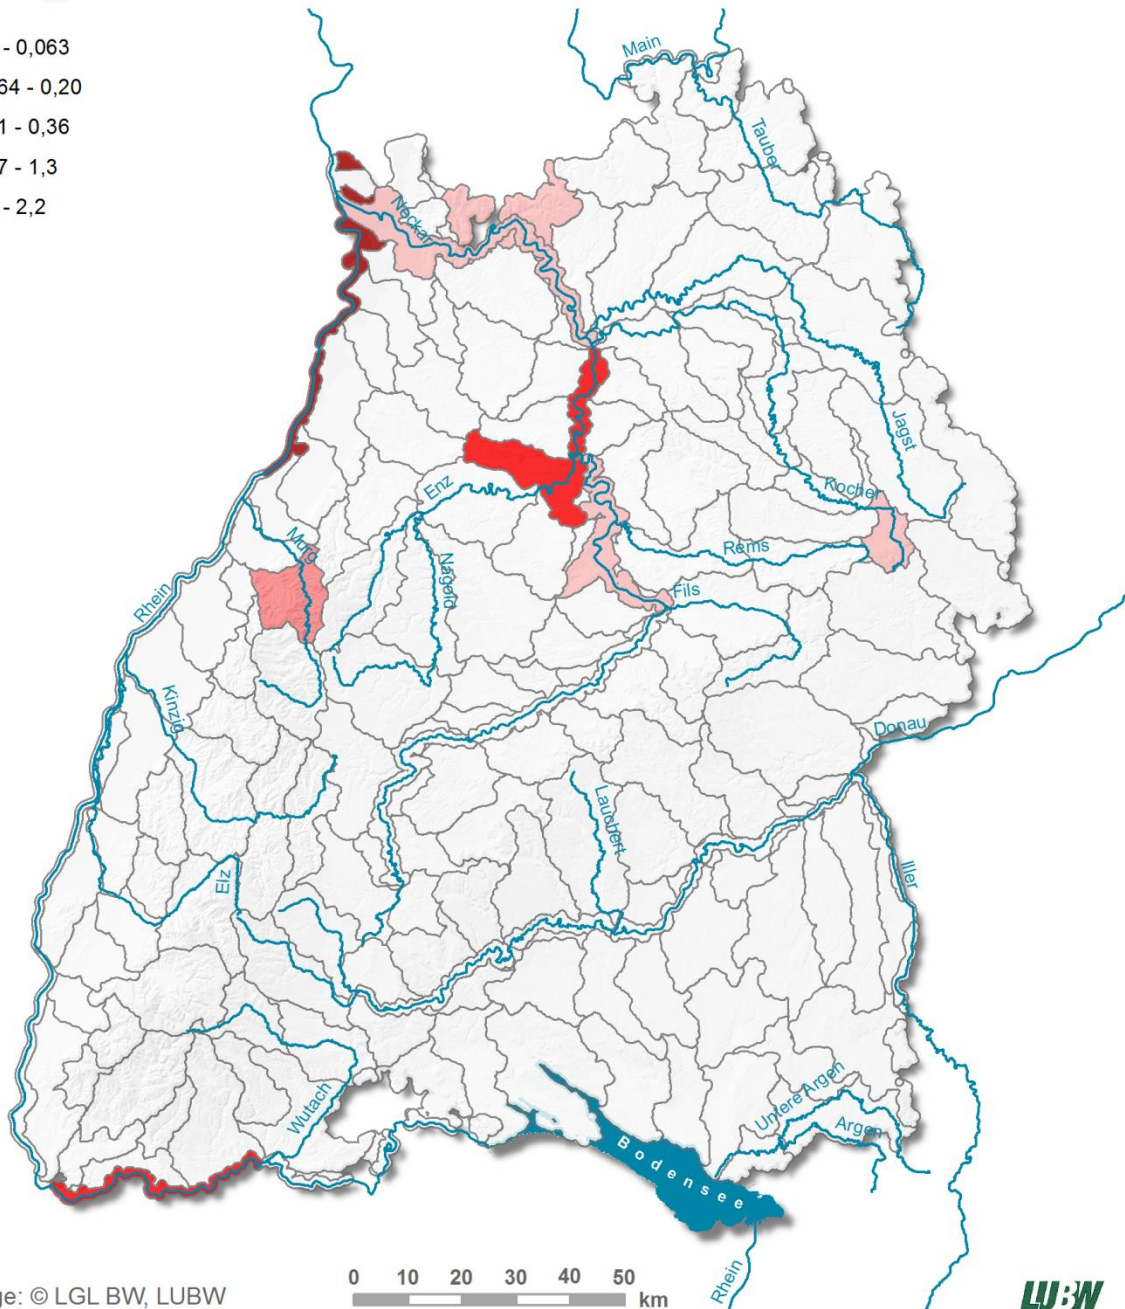 - 0,063
64 - 0,20
1 - 0,36
7 - 1,3
- 2,2
Main
Tauber
Neckar
Jagst
Kocher
Enz
Rems
Murg
Nagold
Fils
Rhein
Kinzig
Donau
Lauchert
Iller
Elz
Wutach
Untere Argen
Argen
Bodensee
Rhein
0 10 20 30 40 50
km
ge: © LGL BW, LUBW
LUBW